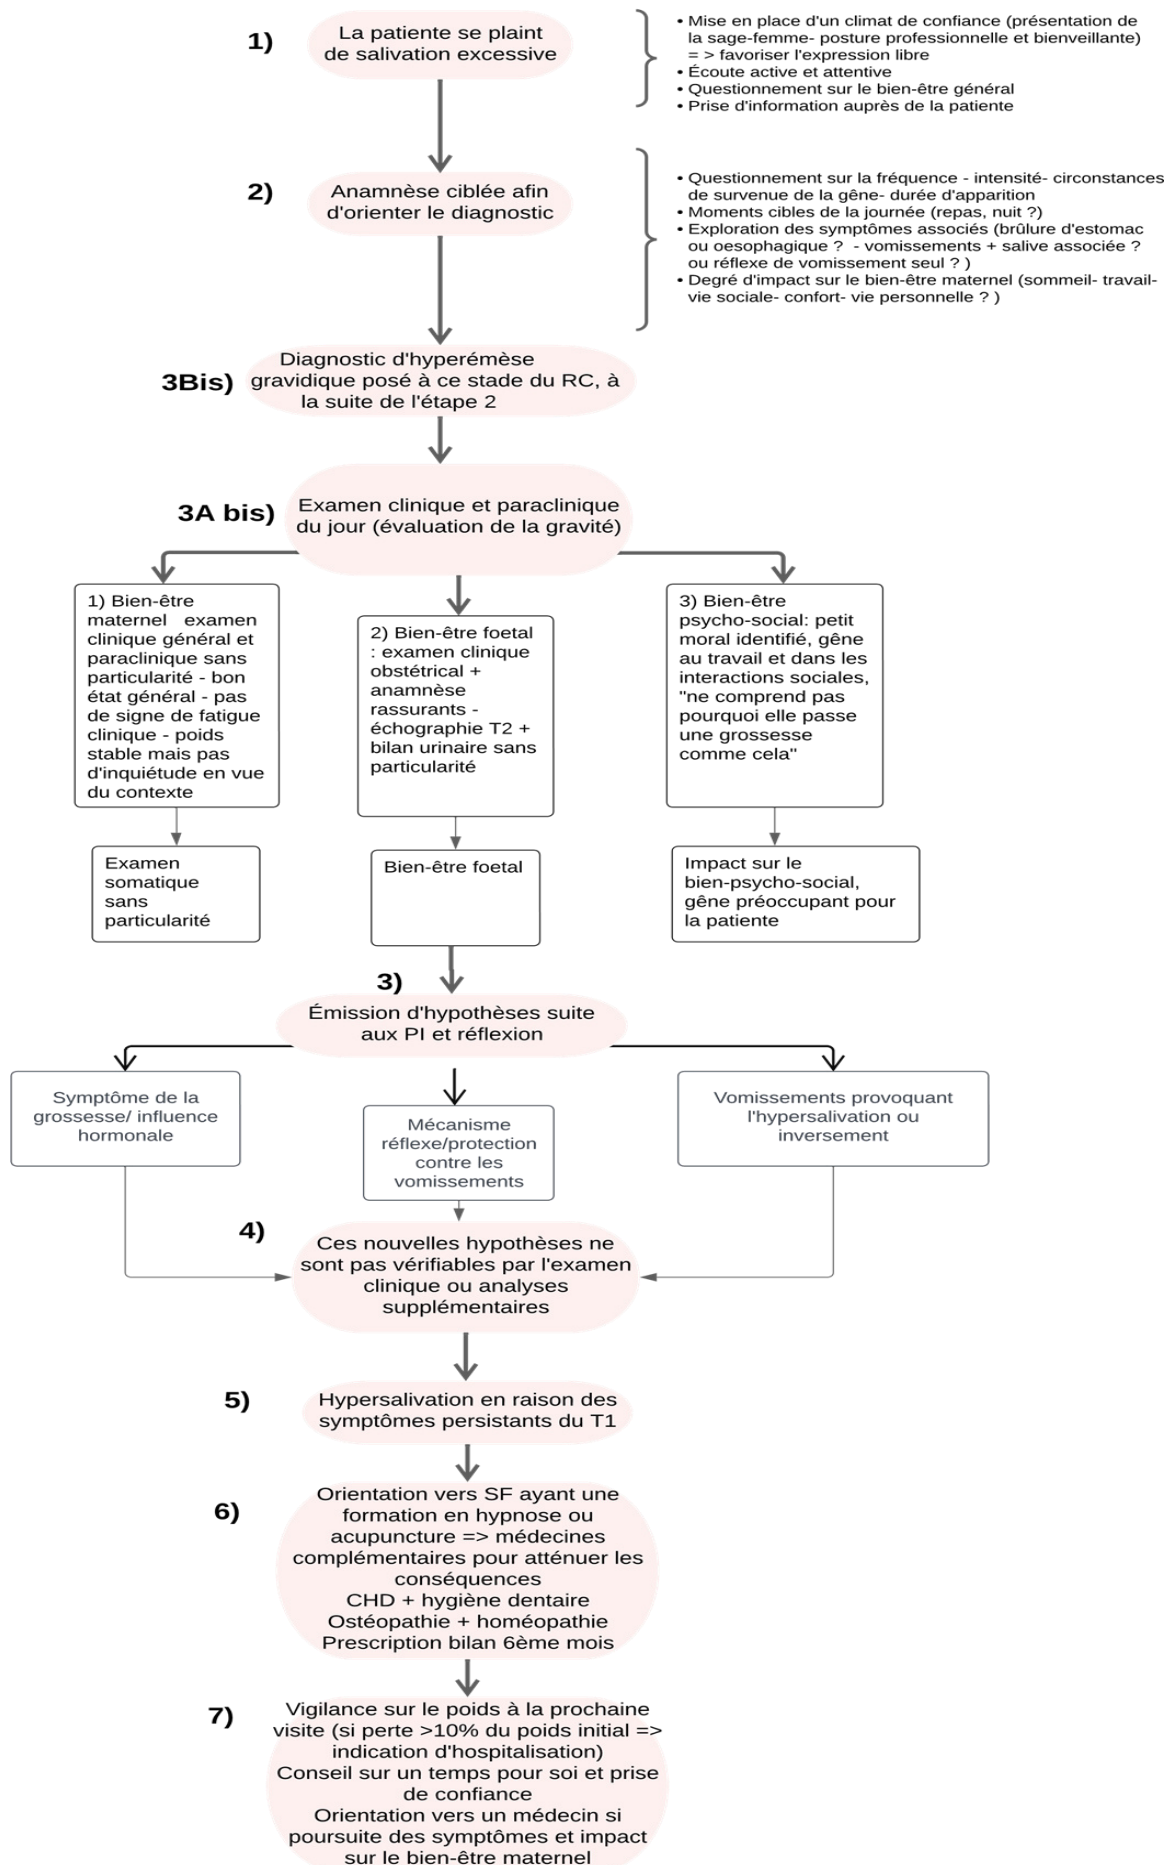 1)
La patiente se plaint
de salivation excessive
• Mise en place d'un climat de confiance (présentation de
la sage-femme- posture professionnelle et bienveillante)
= > favoriser l'expression libre
• Écoute active et attentive
• Questionnement sur le bien-être général
• Prise d'information auprès de la patiente
2)
Anamnèse ciblée afin
d'orienter le diagnostic
• Questionnement sur la fréquence - intensité- circonstances
de survenue de la gêne- durée d'apparition
• Moments cibles de la journée (repas, nuit ?)
• Exploration des symptômes associés (brûlure d'estomac
ou oesophagique ? - vomissements + salive associée ?
ou réflexe de vomissement seul ? )
• Degré d'impact sur le bien-être maternel (sommeil- travail-
vie sociale- confort- vie personnelle ? )
3Bis)
Diagnostic d'hyperémèse
gravidique posé à ce stade du RC, à
la suite de l'étape 2
3A bis)
Examen clinique et paraclinique
du jour (évaluation de la gravité)
1) Bien-être
maternel examen
clinique général et
paraclinique sans
particularité - bon
état général - pas
de signe de fatigue
clinique - poids
stable mais pas
d'inquiétude en vue
du contexte
2) Bien-être foetal
: examen clinique
obstétrical +
anamnèse
rassurants -
échographie T2 +
bilan urinaire sans
particularité
3) Bien-être
psycho-social: petit
moral identifié, gêne
au travail et dans les
interactions sociales,
"ne comprend pas
pourquoi elle passe
une grossesse
comme cela"
Examen
somatique
sans
particularité
Bien-être foetal
Impact sur le
bien-psycho-social,
gêne préoccupant pour
la patiente
3)
Émission d'hypothèses suite
aux PI et réflexion
Symptôme de la
grossesse/ influence
hormonale
Mécanisme
réflexe/protection
contre les
vomissements
Vomissements provoquant
l'hypersalivation ou
inversement
4)
Ces nouvelles hypothèses ne
sont pas vérifiables par l'examen
clinique ou analyses
supplémentaires
5)
Hypersalivation en raison des
symptômes persistants du T1
6)
Orientation vers SF ayant une
formation en hypnose ou
acupuncture => médecines
complémentaires pour atténuer les
conséquences
CHD + hygiène dentaire
Ostéopathie + homéopathie
Prescription bilan 6ème mois
7)
Vigilance sur le poids à la prochaine
visite (si perte >10% du poids initial =>
indication d'hospitalisation)
Conseil sur un temps pour soi et prise
de confiance
Orientation vers un médecin si
poursuite des symptômes et impact
sur le bien-être maternel